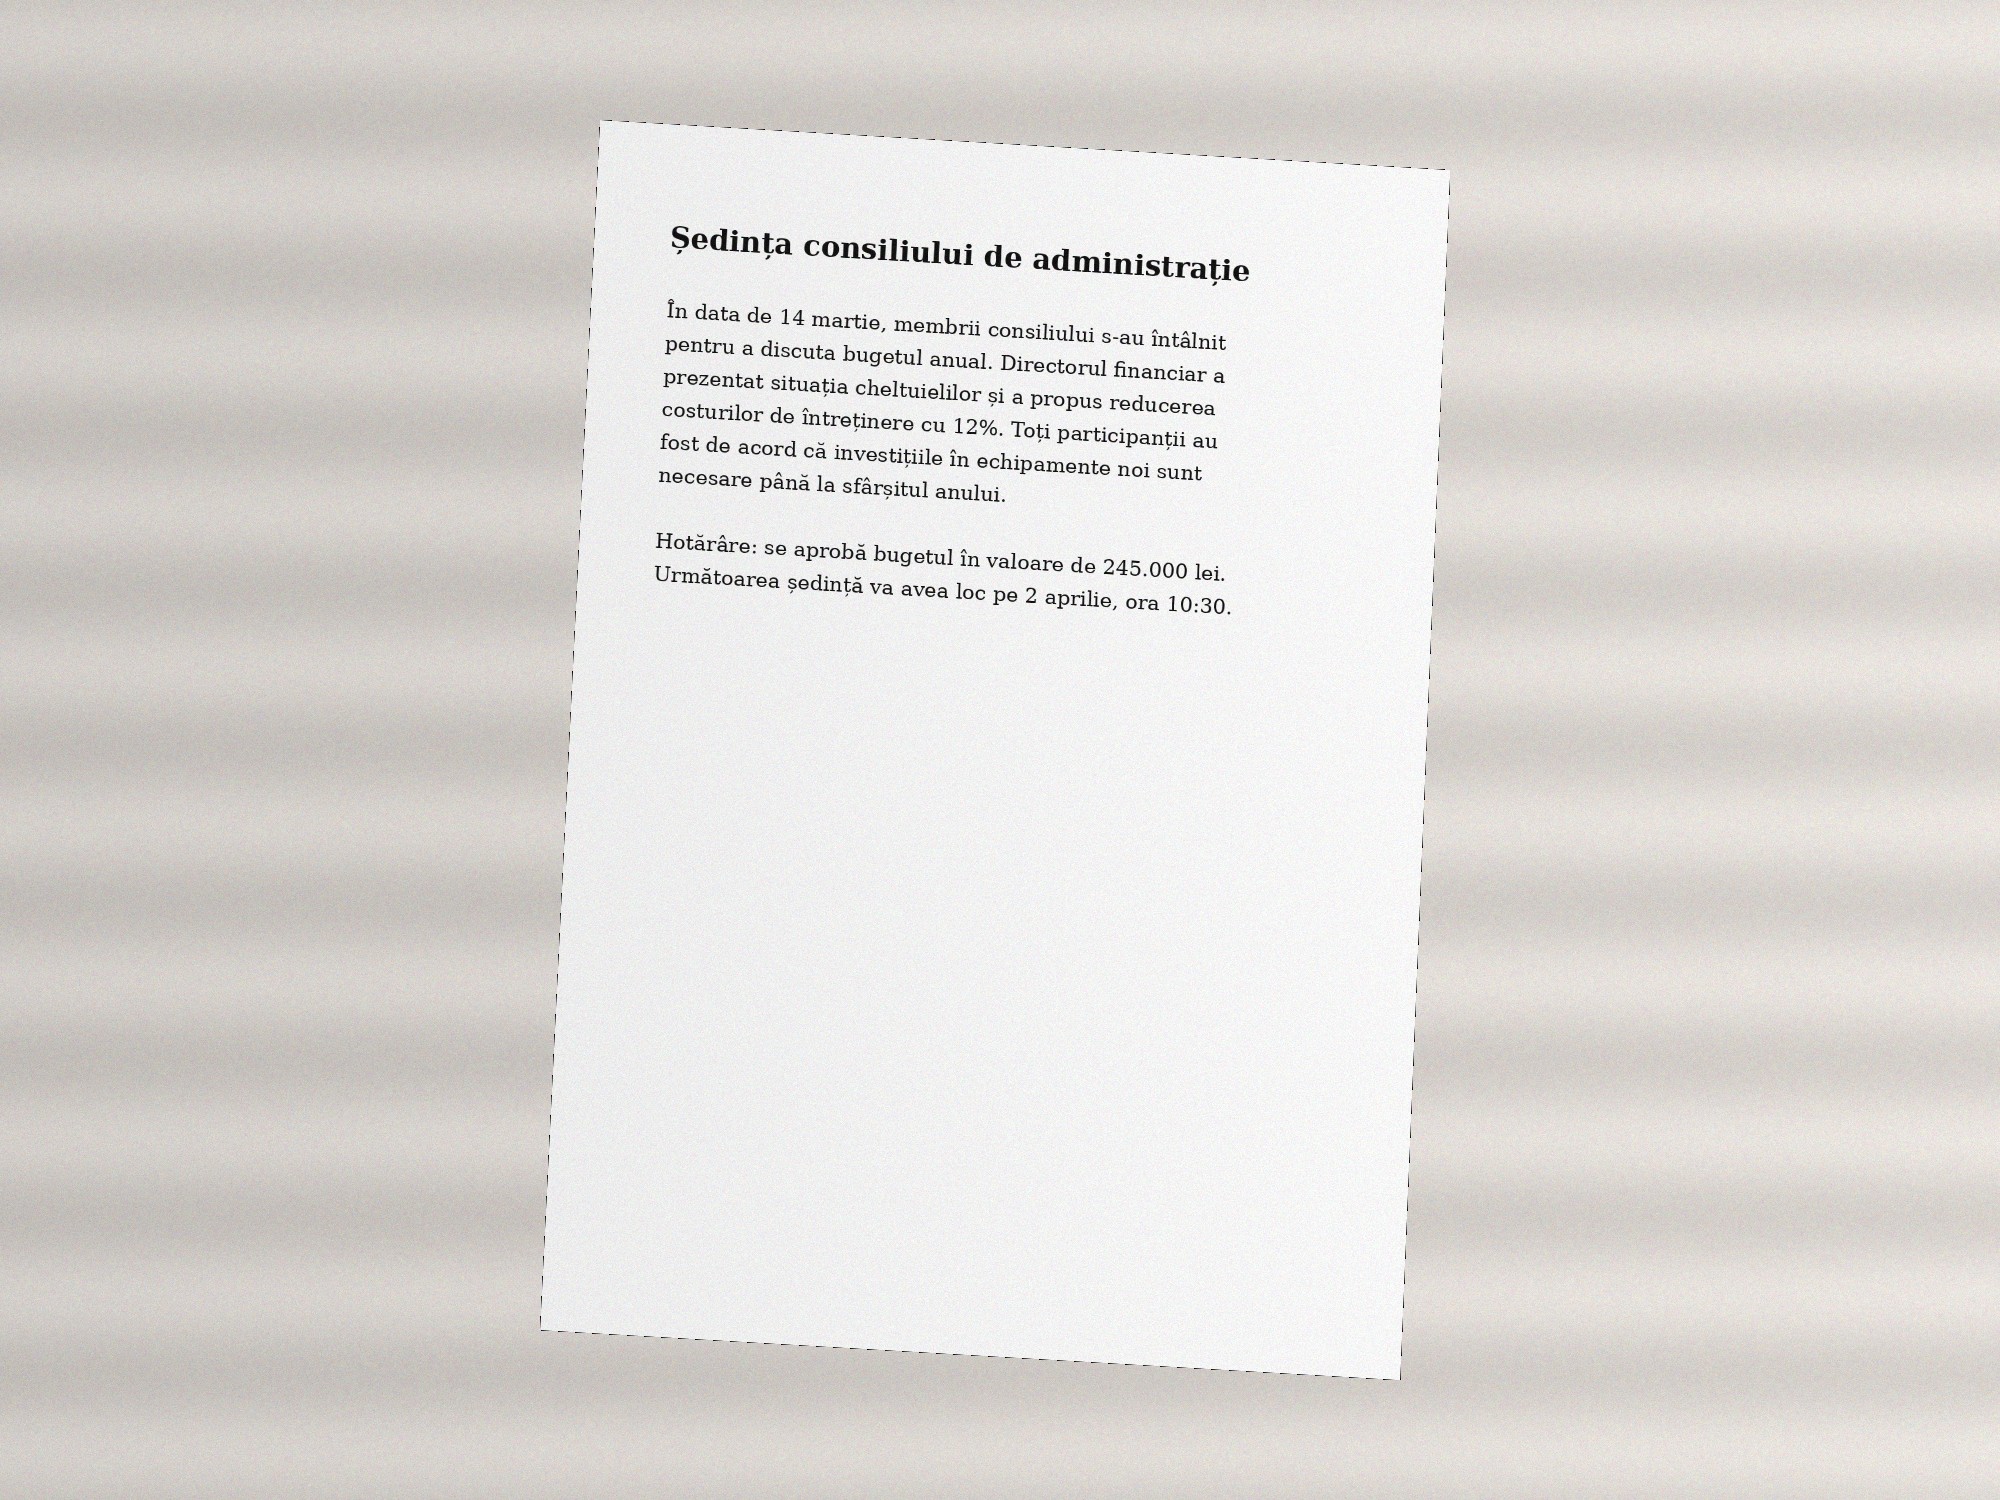 Ședința consiliului de administrație
În data de 14 martie, membrii consiliului s-au întâlnit
pentru a discuta bugetul anual. Directorul financiar a
prezentat situația cheltuielilor și a propus reducerea
costurilor de întreținere cu 12%. Toți participanții au
fost de acord că investițiile în echipamente noi sunt
necesare până la sfârșitul anului.
Hotărâre: se aprobă bugetul în valoare de 245.000 lei.
Următoarea ședință va avea loc pe 2 aprilie, ora 10:30.